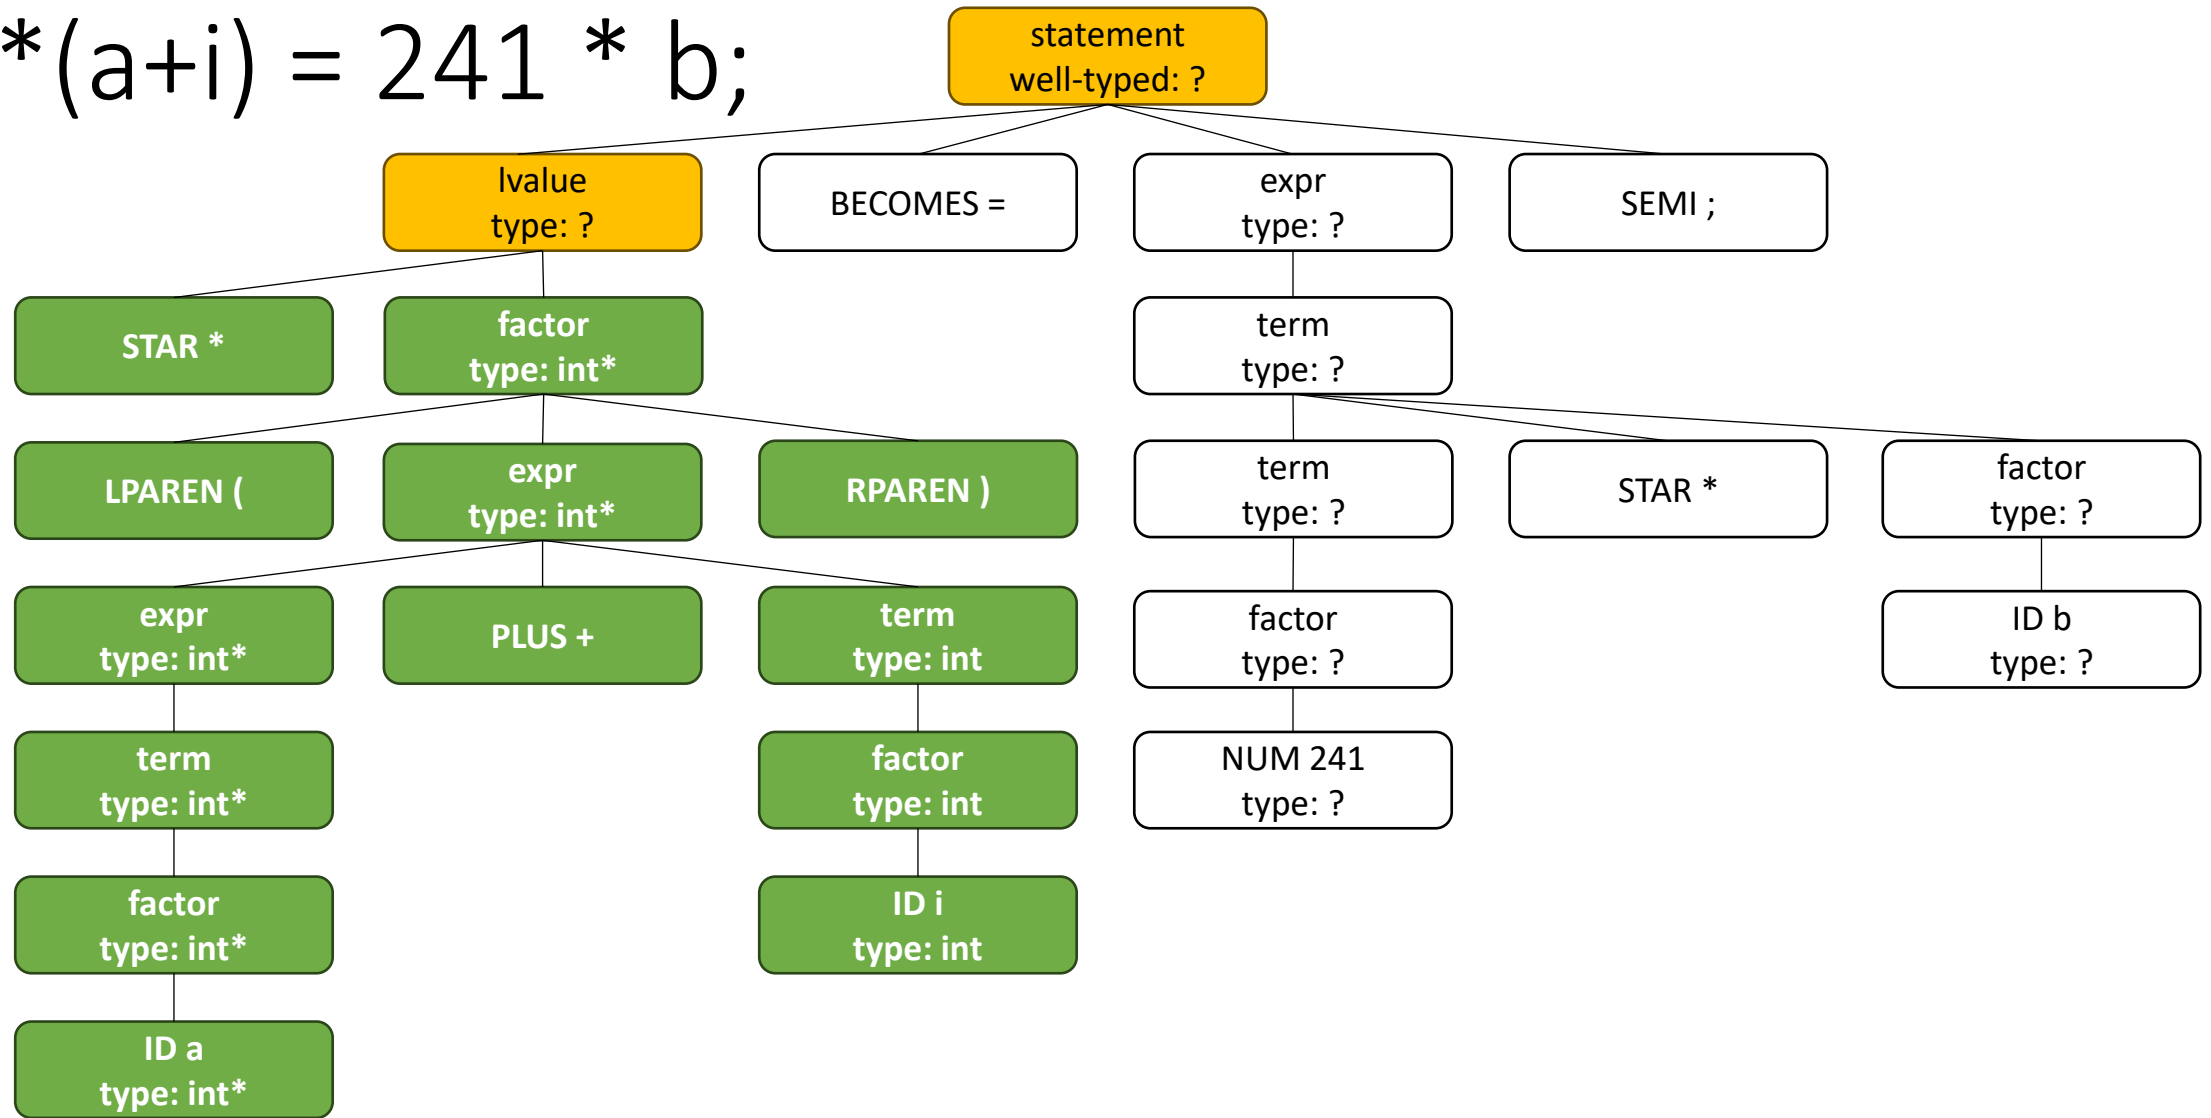 *(a+i) = 241 * b;
statement
well-typed: ?
lvalue
type: ?
BECOMES =
expr
type: ?
SEMI ;
STAR *
factor
type: int*
term
type: ?
LPAREN (
expr
type: int*
RPAREN )
term
type: ?
STAR *
factor
type: ?
expr
type: int*
PLUS +
term
type: int
factor
type: ?
ID b
type: ?
term
type: int*
factor
type: int
NUM 241
type: ?
factor
type: int*
ID i
type: int
ID a
type: int*